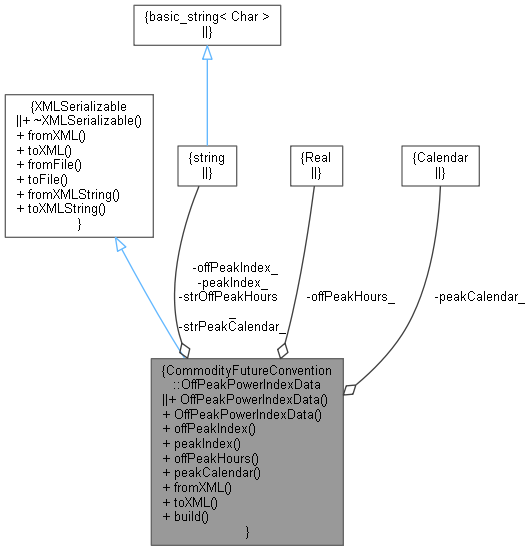 {basic_string< Char >
||}
{XMLSerializable
||+ ~XMLSerializable()
+ fromXML()
+ toXML()
+ fromFile()
+ toFile()
+ fromXMLString()
+ toXMLString()
}
{string
||}
{Real
||}
{Calendar
||}
-offPeakIndex_
-peakIndex_
-strOffPeakHours
_
-strPeakCalendar_
-offPeakHours_
-peakCalendar_
{CommodityFutureConvention
::OffPeakPowerIndexData
||+ OffPeakPowerIndexData()
+ OffPeakPowerIndexData()
+ offPeakIndex()
+ peakIndex()
+ offPeakHours()
+ peakCalendar()
+ fromXML()
+ toXML()
+ build()
}